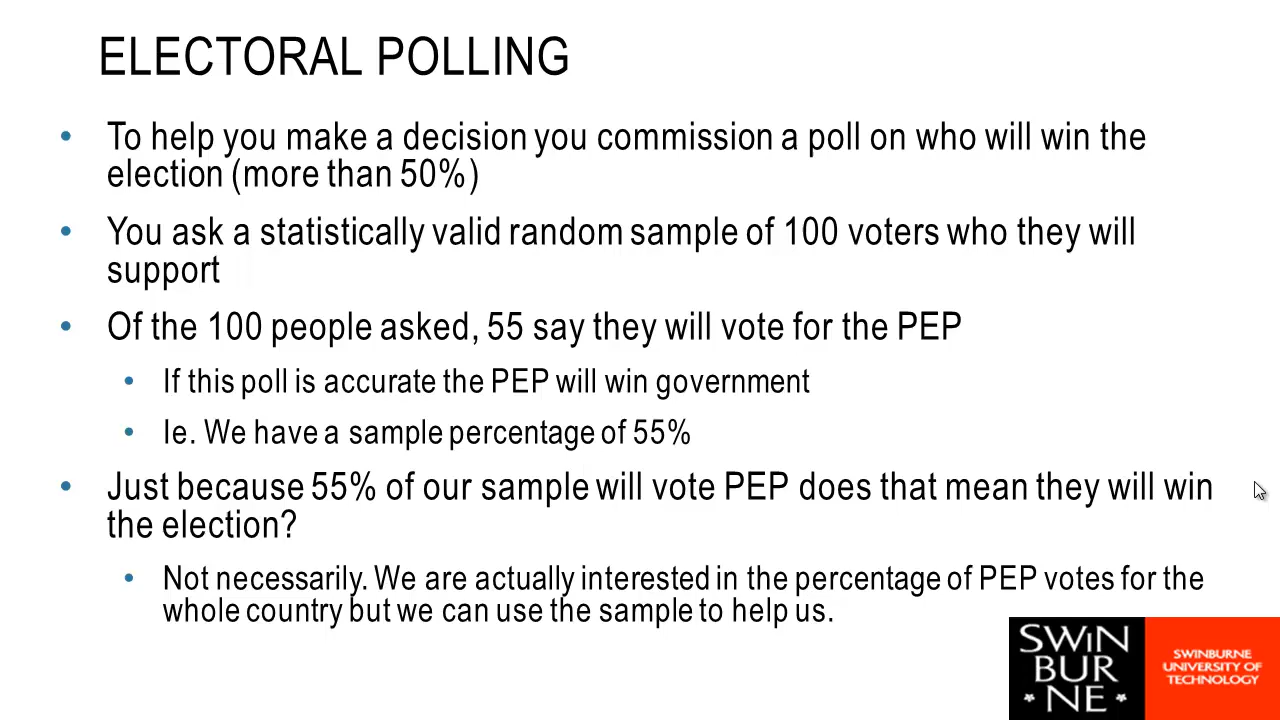 ELECTORAL POLLING
• To help you make a decision you commission a poll on who will win the
election (more than 50%)
• You ask a statistically valid random sample of 100 voters who they will
support
• Of the 100 people asked, 55 say they will vote for the PEP
• If this poll is accurate the PEP will win government
• Ie. We have a sample percentage of 55%
• Just because 55% of our sample will vote PEP does that mean they will win
the election?
• Not necessarily. We are actually interested in the percentage of PEP votes for the
whole country but we can use the sample to help us.
SWiN
BUR
NE
SWINBURNE
UNIVERSITY OF
TECHNOLOGY